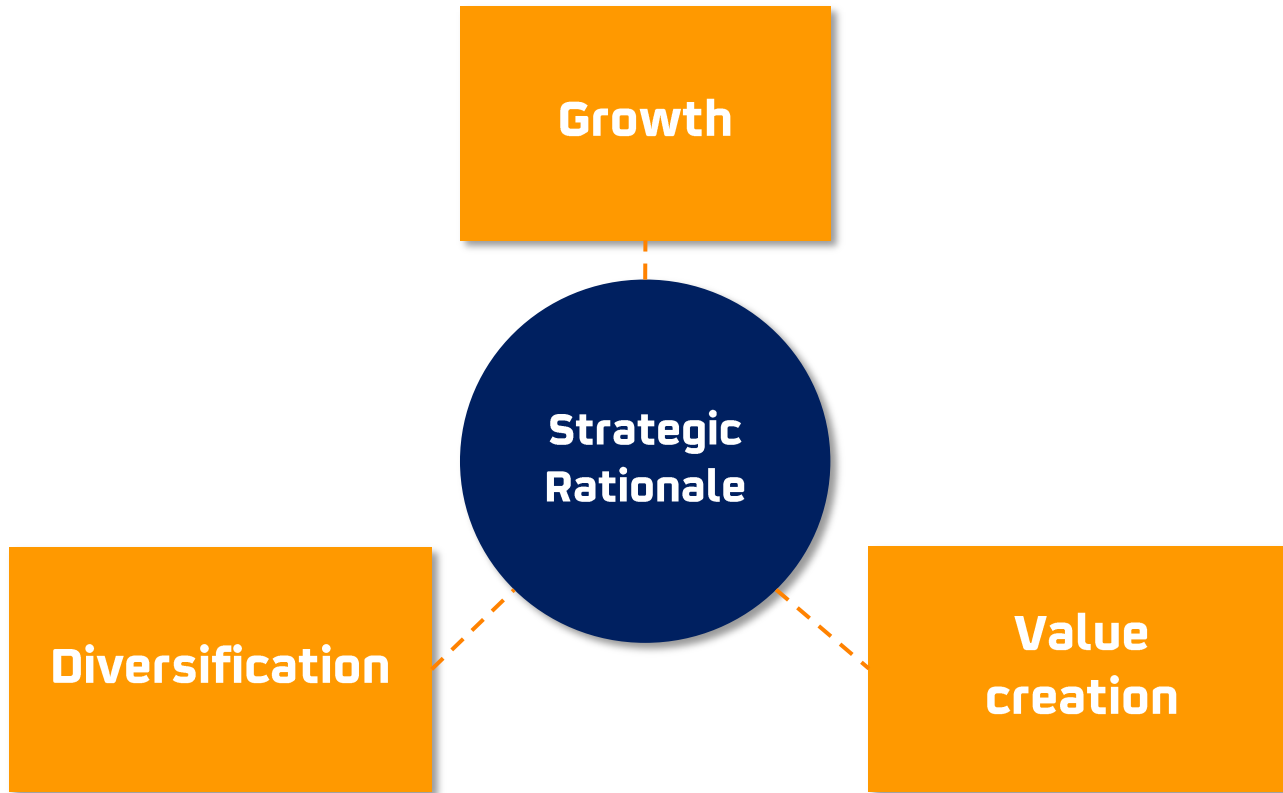 Growth
Strategic
Rationale
Diversification
Value
creation